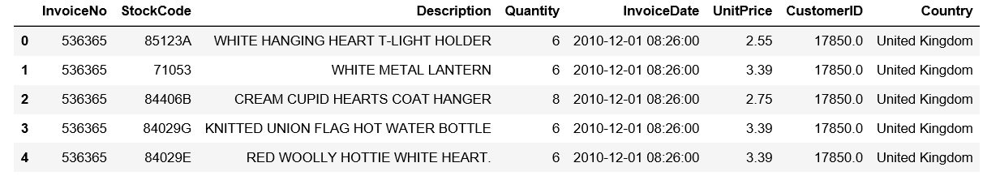 InvoiceNo StockCode Description Quantity InvoiceDate UnitPrice CustomerID Country
0 536365 85123A WHITE HANGING HEART T-LIGHT HOLDER 6 2010-12-01 08:26:00 2.55 17850.0 United Kingdom
1 536365 71053 WHITE METAL LANTERN 6 2010-12-01 08:26:00 3.39 17850.0 United Kingdom
2 536365 84406B CREAM CUPID HEARTS COAT HANGER 8 2010-12-01 08:26:00 2.75 17850.0 United Kingdom
3 536365 84029G KNITTED UNION FLAG HOT WATER BOTTLE 6 2010-12-01 08:26:00 3.39 17850.0 United Kingdom
4 536365 84029E RED WOOLLY HOTTIE WHITE HEART. 6 2010-12-01 08:26:00 3.39 17850.0 United Kingdom